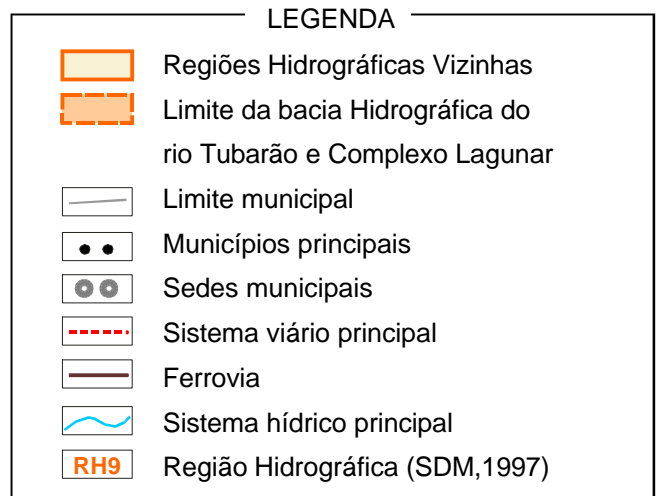 LEGENDA
Regiões Hidrográficas Vizinhas
Limite da bacia Hidrográfica do
rio Tubarão e Complexo Lagunar
Limite municipal
Municípios principais
Sedes municipais
Sistema viário principal
Ferrovia
Sistema hídrico principal
RH9 Região Hidrográfica (SDM,1997)